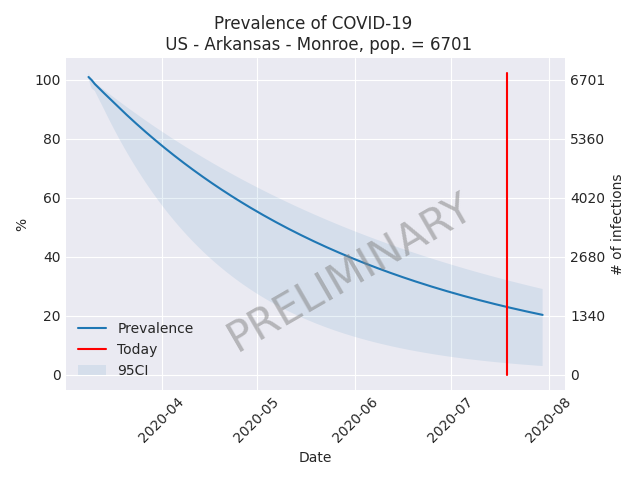 Prevalence of COVID-19
US - Arkansas - Monroe, pop. = 6701
100
80
60
40
20
0
%
6701
5360
4020
2680
1340
0
# of infections
PRELIMINARY
Prevalence
Today
95CI
2020-04
2020-05
2020-06
2020-07
2020-08
Date